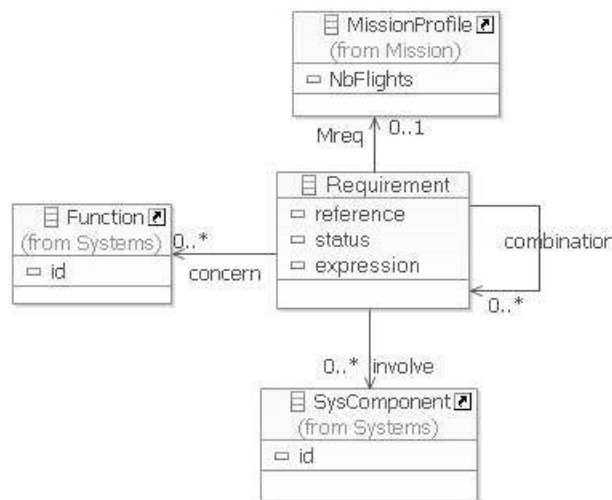 MissionProfile
(from Mission)
NbFlights
Mreq
0..1
Requirement
reference
status
expression
Function
(from Systems)
id
0..*
concern
combination
0..*
0..*
involve
SysComponent
(from Systems)
id